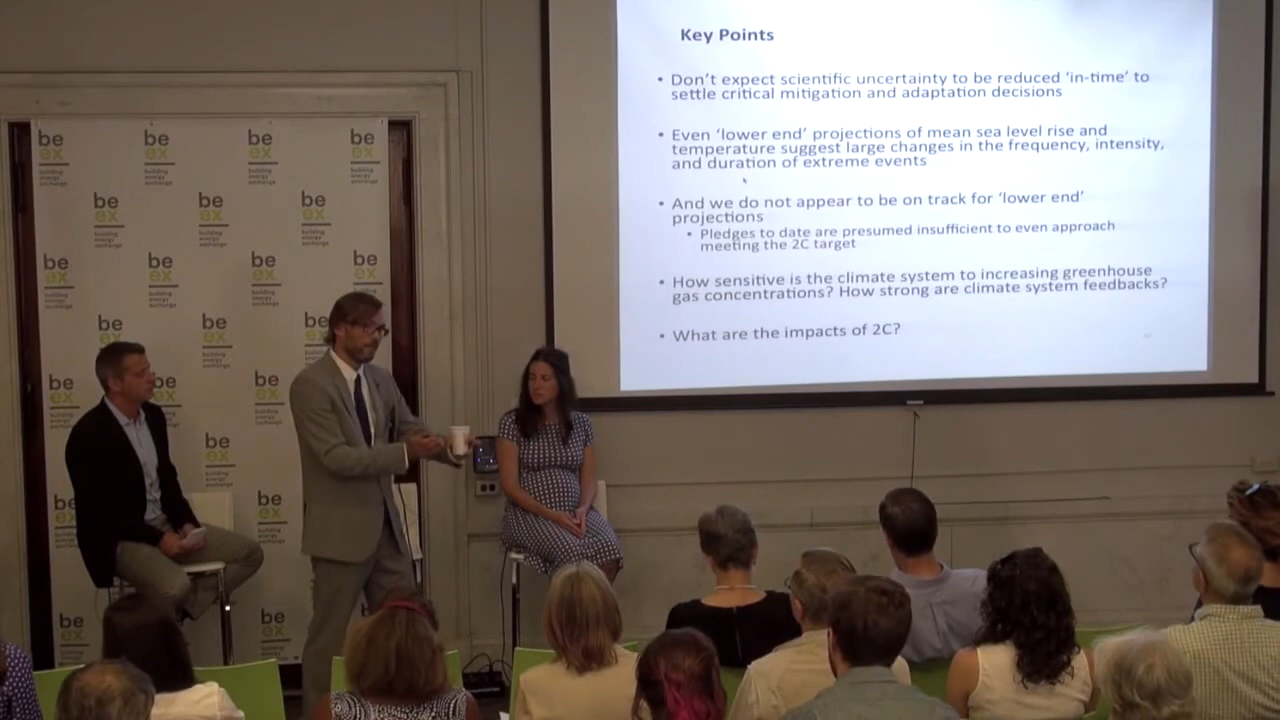 Key Points
• Don't expect scientific uncertainty to be reduced 'in-time' to
settle critical mitigation and adaptation decisions
• Even 'lower end' projections of mean sea level rise and
temperature suggest large changes in the frequency, intensity,
and duration of extreme events
• And we do not appear to be on track for 'lower end'
projections
• Pledges to date are presumed insufficient to even approach
meeting the 2C target
• How sensitive is the climate system to increasing greenhouse
gas concentrations? How strong are climate system feedbacks?
• What are the impacts of 2C?
be
ex
building
energy
exchange